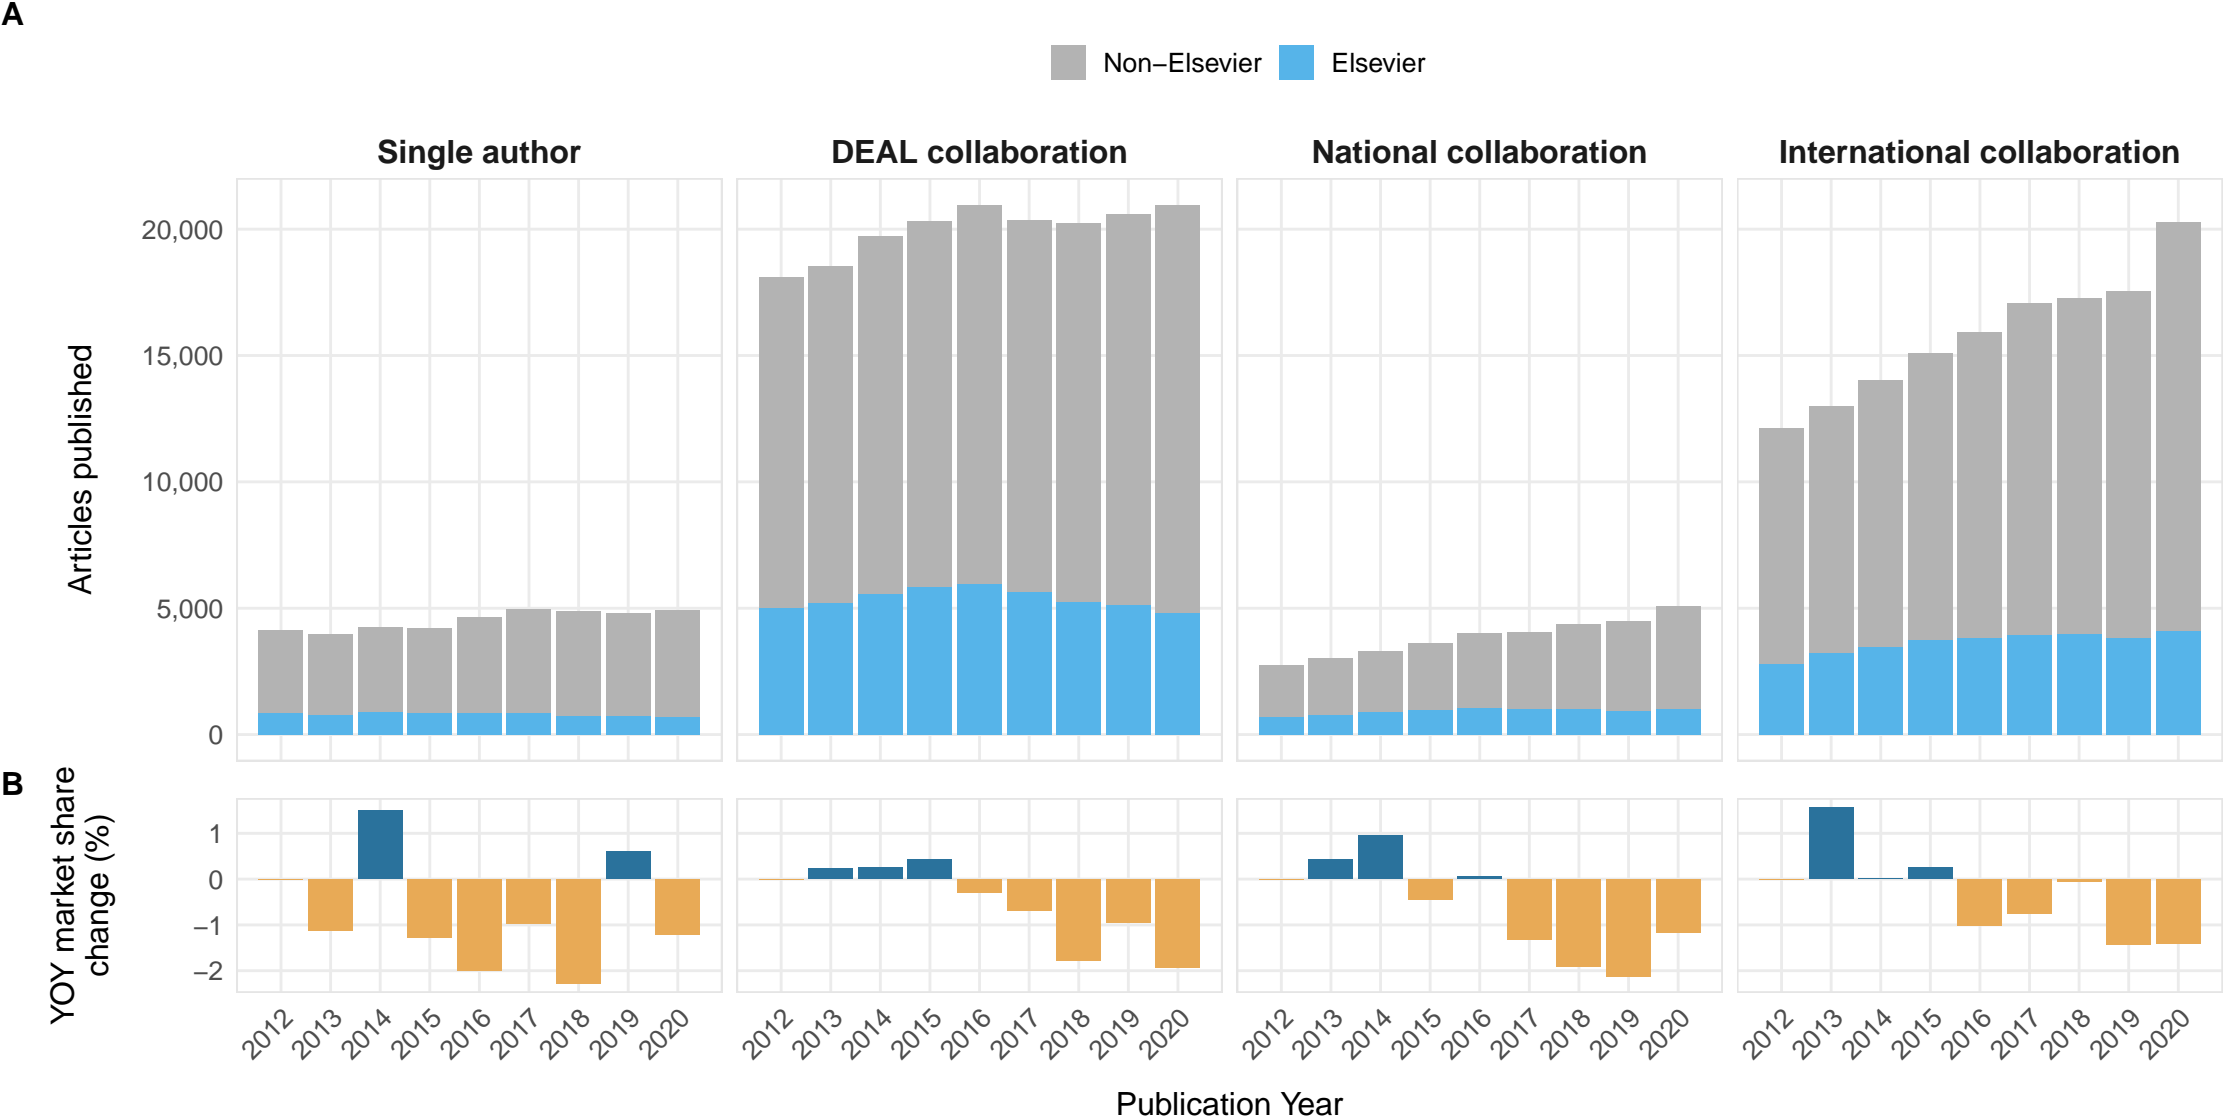 A
Non−Elsevier Elsevier
Single author DEAL collaboration National collaboration International collaboration
Articles published
20,000
15,000
10,000
5,000
0
B
YOY market share
change (%)
1
0
−1
−2
2012 2013 2014 2015 2016 2017 2018 2019 2020 2012 2013 2014 2015 2016 2017 2018 2019 2020 2012 2013 2014 2015 2016 2017 2018 2019 2020 2012 2013 2014 2015 2016 2017 2018 2019 2020
Publication Year